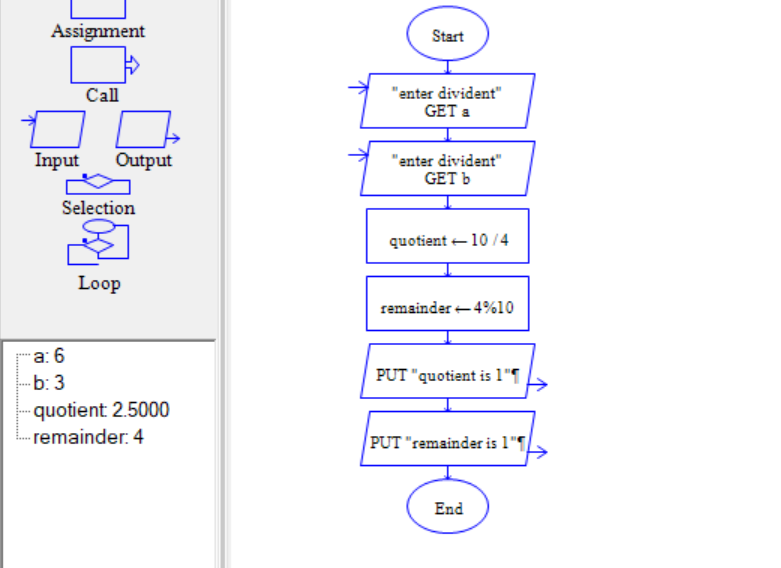 Assignment
Call
Input
Output
Selection
Loop
a: 6
b: 3
quotient: 2.5000
remainder: 4
Start
"enter divident"
GET a
"enter divident"
GET b
quotient ← 10 / 4
remainder ← 4%10
PUT "quotient is 1"¶
PUT "remainder is 1"¶
End